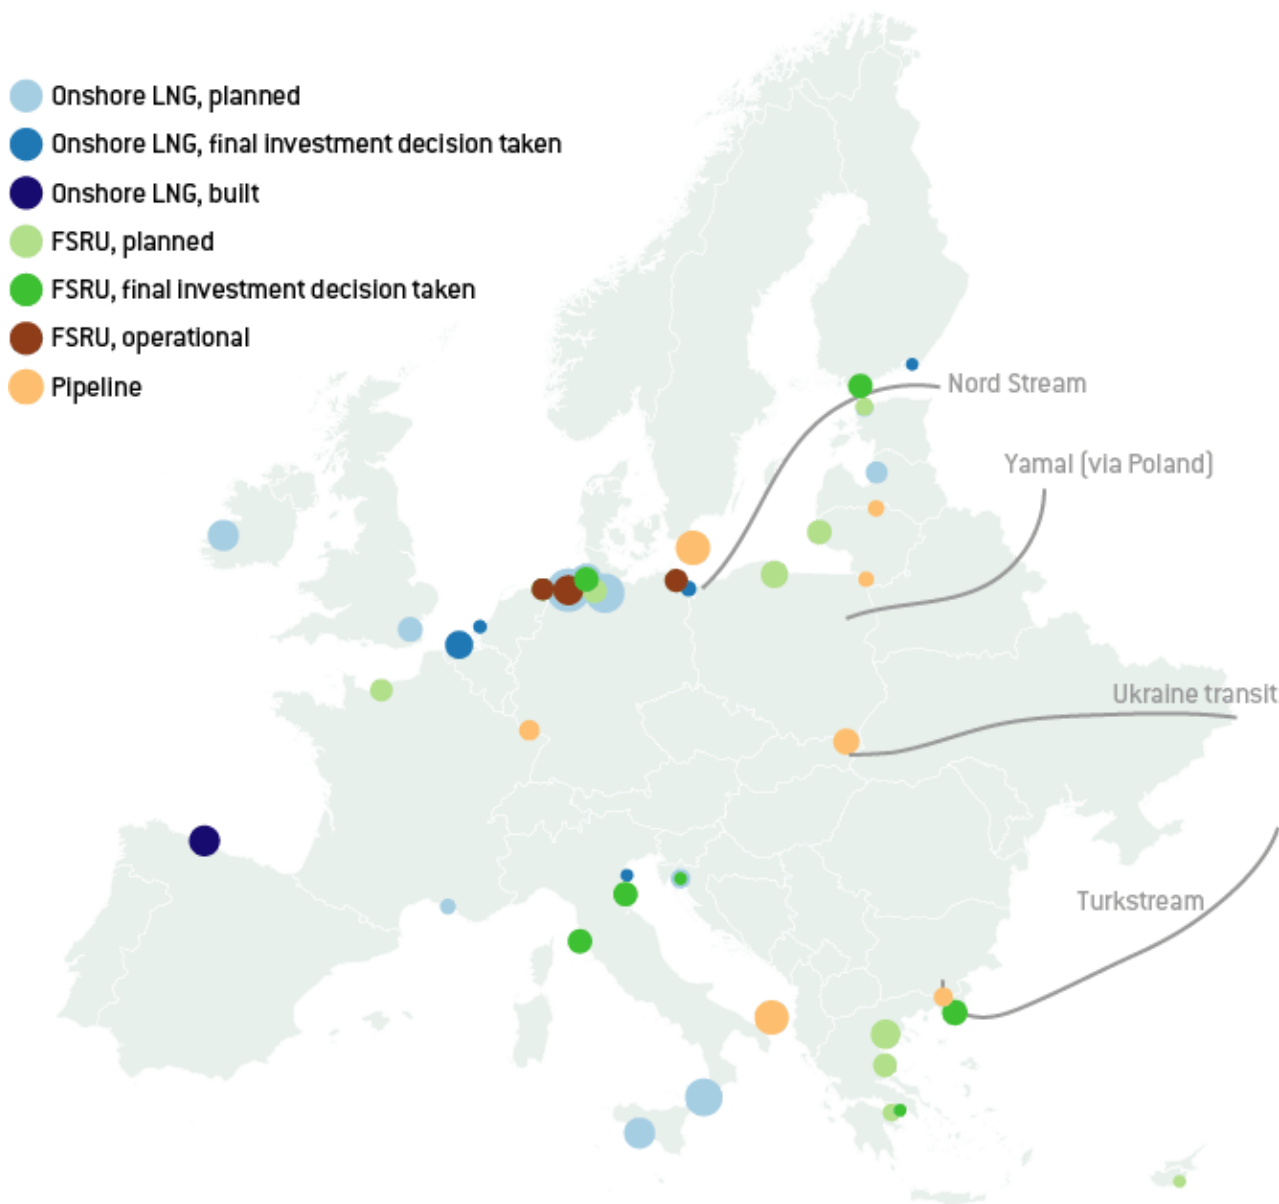 Onshore LNG, planned
Onshore LNG, final investment decision taken
Onshore LNG, built
FSRU, planned
FSRU, final investment decision taken
FSRU, operational
Pipeline
Nord Stream
Yamal (via Poland)
Ukraine transit
Turkstream